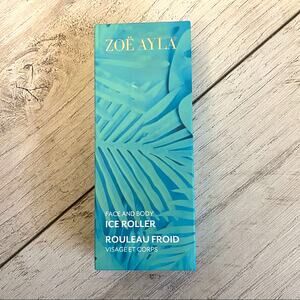 ZOË AYLA
FACE AND BODY
ICE ROLLER
ROULEAU FROID
VISAGE ET CORPS